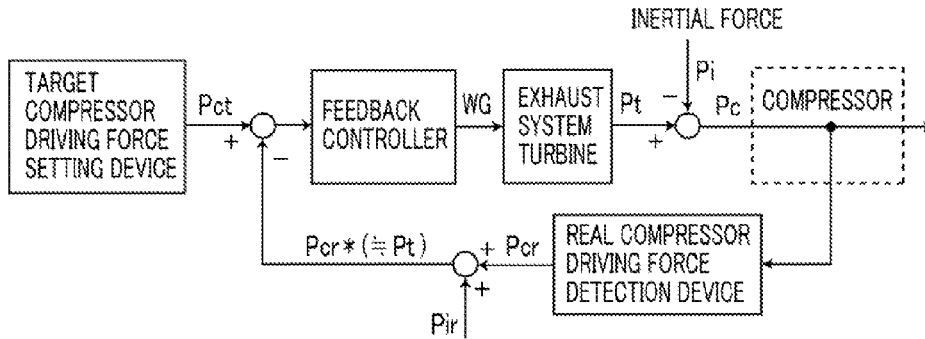 INERTIAL FORCE
TARGET
COMPRESSOR
DRIVING FORCE
SETTING DEVICE
Pct
+
−
FEEDBACK
CONTROLLER
WG
EXHAUST
SYSTEM
TURBINE
Pt
+
−
Pi
Pc
COMPRESSOR
Pcr*(≒Pt)
+
Pcr
+
Pir
REAL COMPRESSOR
DRIVING FORCE
DETECTION DEVICE